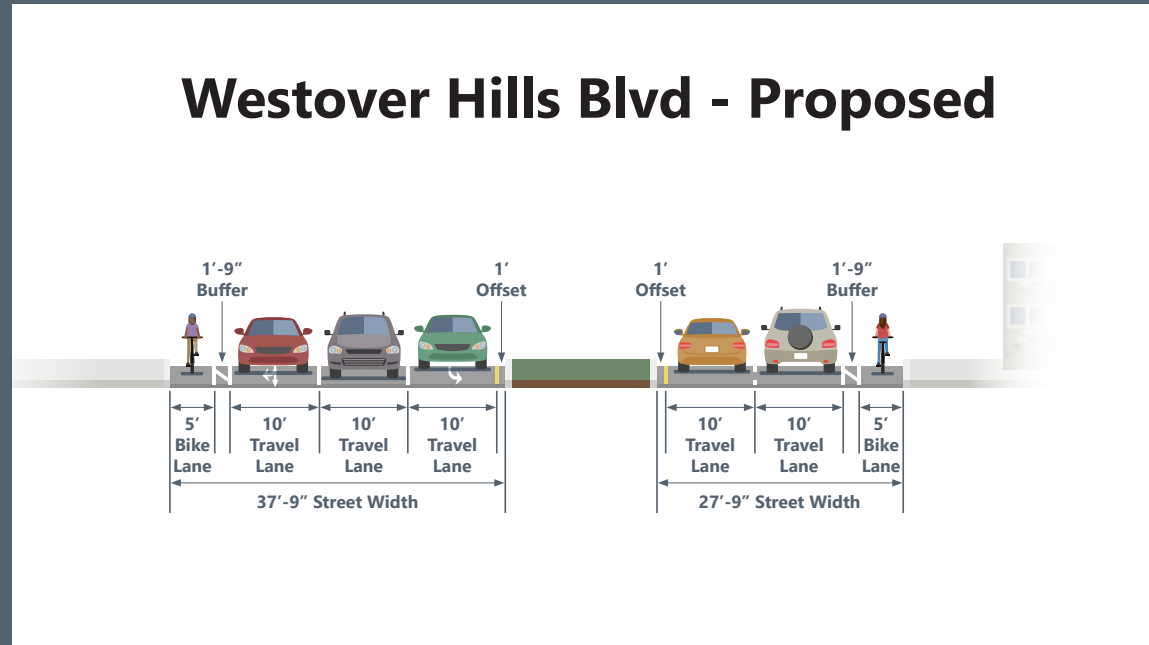 Westover Hills Blvd - Proposed
1’-9”
Buffer
1’
Offset
1’
Offset
1’-9”
Buffer
5’
Bike
Lane
10’
Travel
Lane
10’
Travel
Lane
10’
Travel
Lane
10’
Travel
Lane
10’
Travel
Lane
5’
Bike
Lane
37’-9” Street Width
27’-9” Street Width